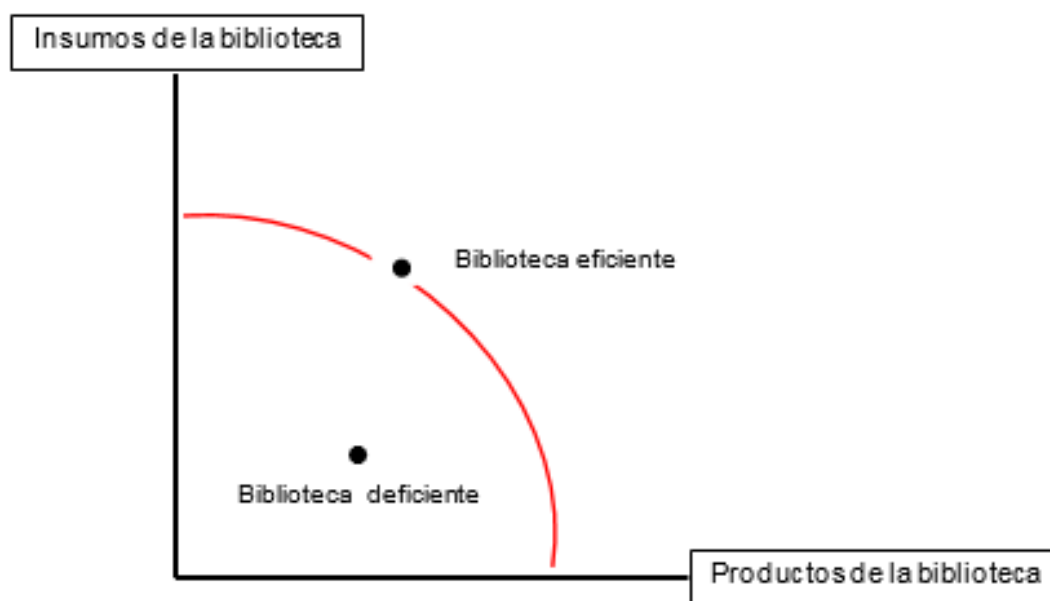 Insumos de la biblioteca
Biblioteca eficiente
Biblioteca deficiente
Productos de la biblioteca